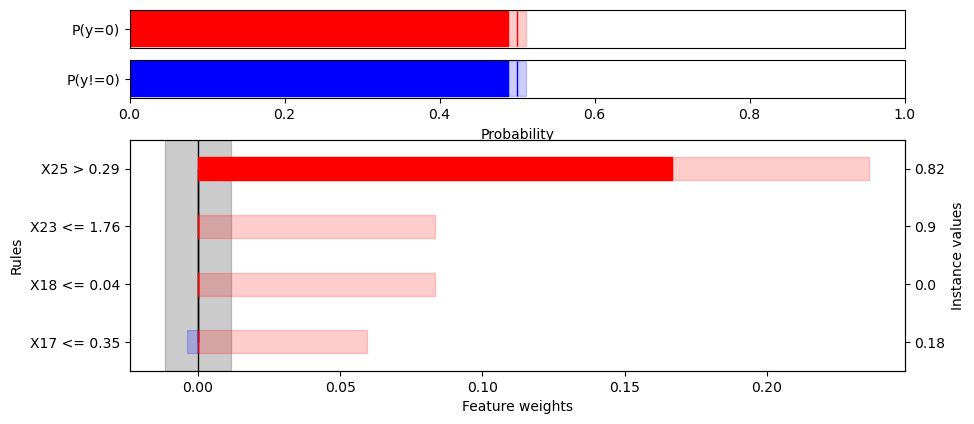 P(y=0)
P(y!=0)
0.0 0.2 0.4 0.6 0.8 1.0
Probability
X25 > 0.29 0.82
X23 <= 1.76 0.9
X18 <= 0.04 0.0
X17 <= 0.35 0.18
Rules
Instance values
0.00 0.05 0.10 0.15 0.20
Feature weights